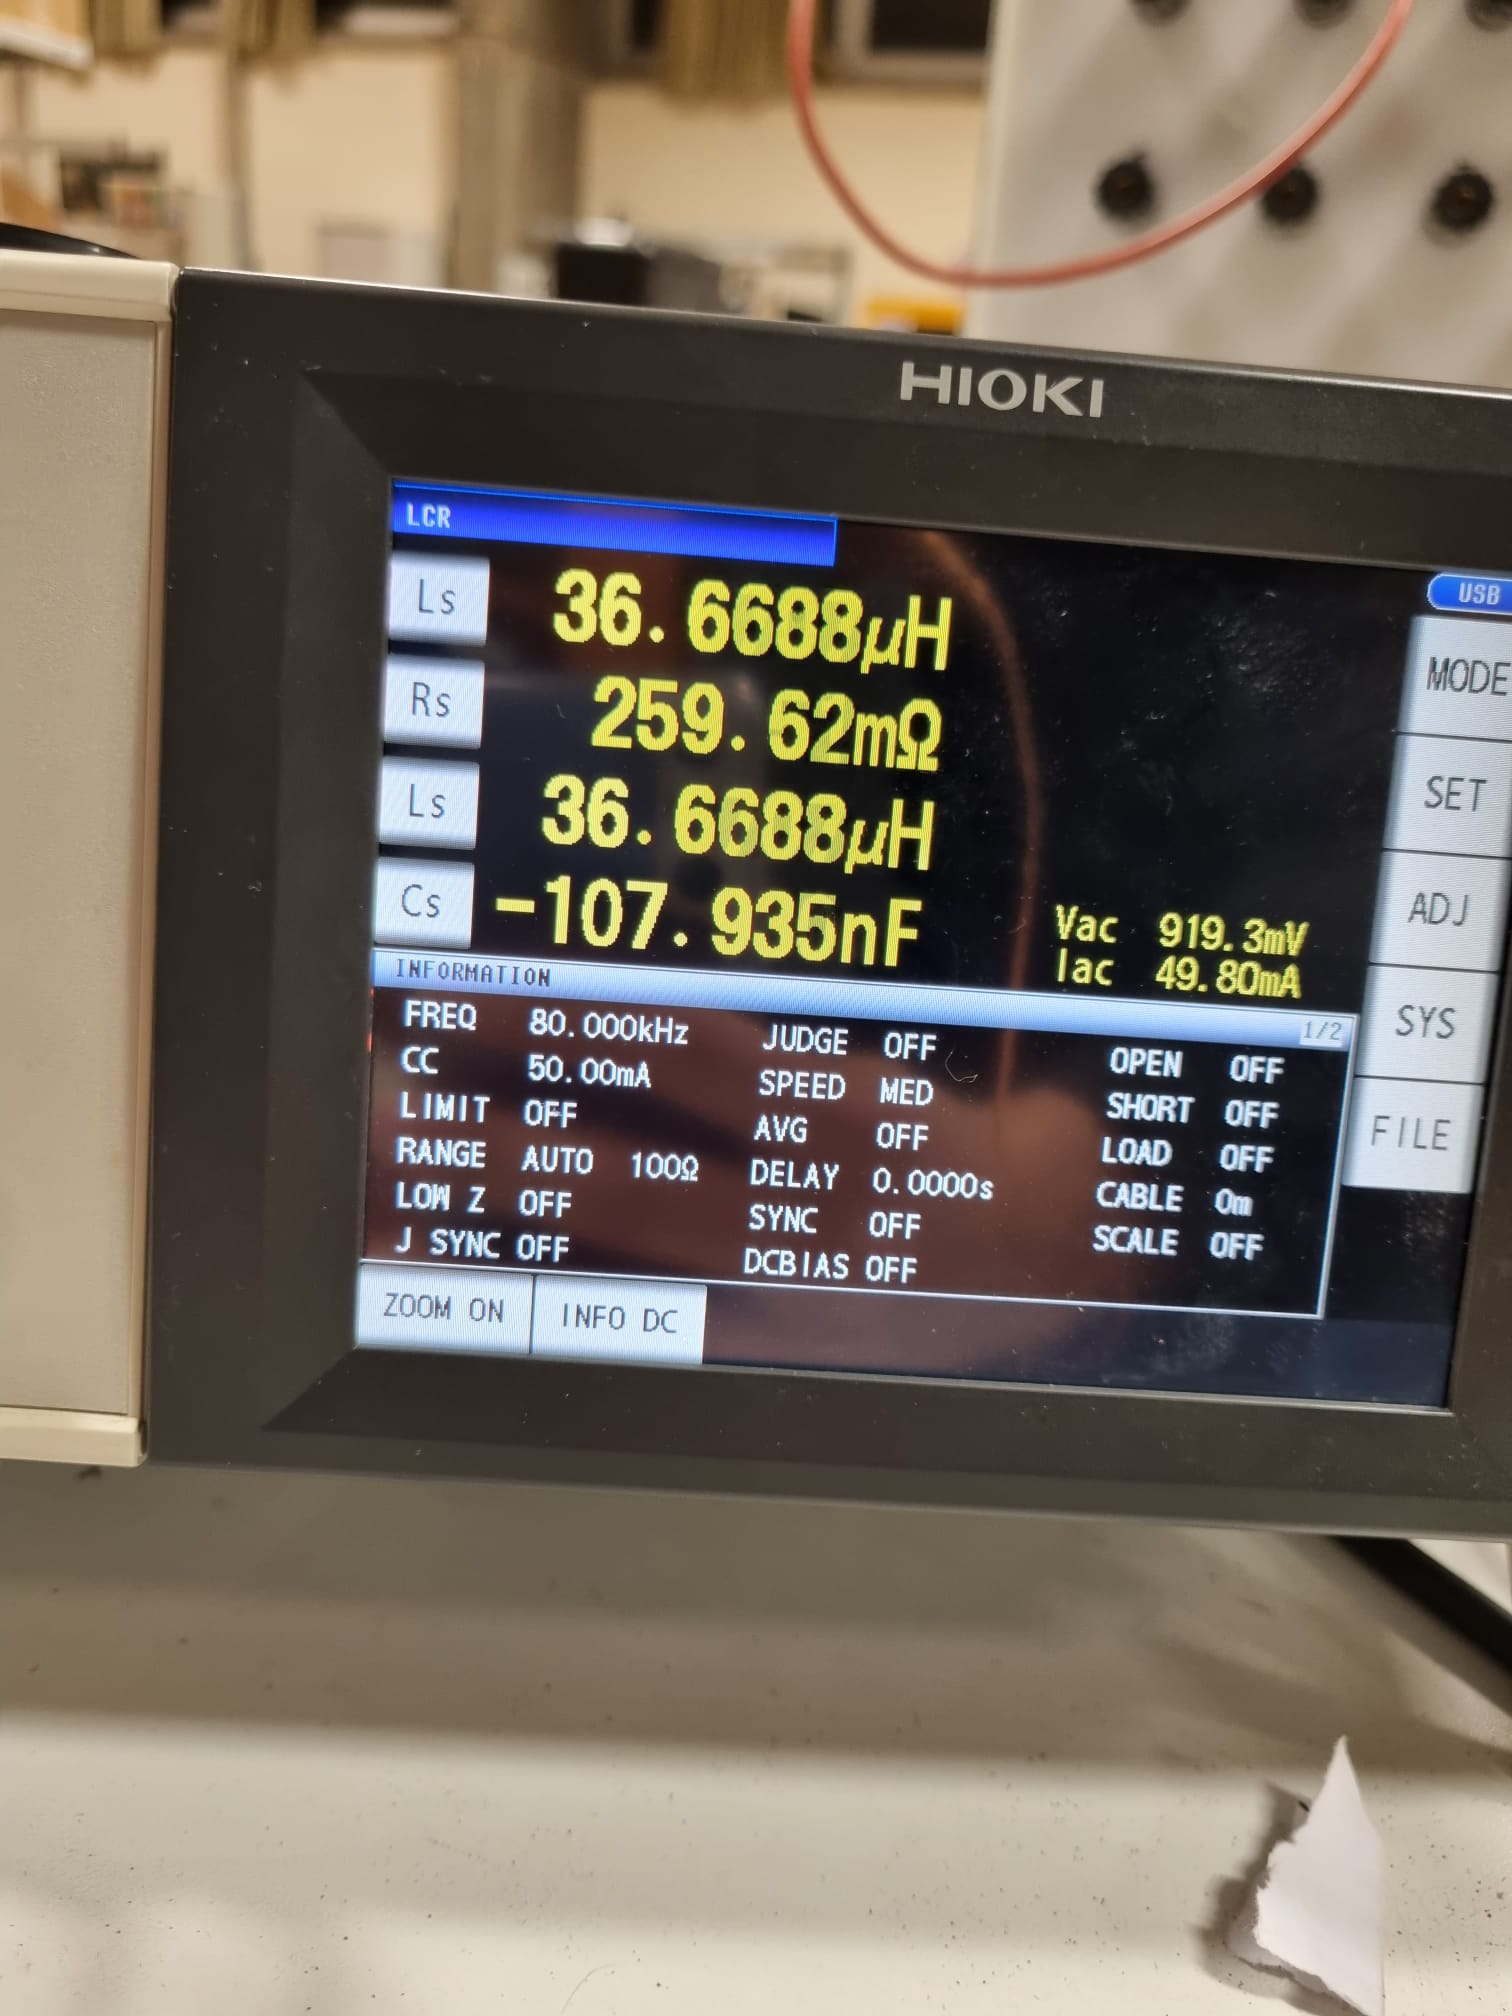 HIOKI
LCR
USB
Ls 36.6688μH
MODE
Rs 259.62mΩ
SET
Ls 36.6688μH
ADJ
Cs -107.935nF
Vac 919.3mV
Iac 49.80mA
SYS
INFORMATION
1/2
FREQ 80.000kHz JUDGE OFF OPEN OFF
CC 50.00mA SPEED MED SHORT OFF
LIMIT OFF AVG OFF LOAD OFF
RANGE AUTO 100Ω DELAY 0.0000s CABLE 0m
LOW Z OFF SYNC OFF SCALE OFF
J SYNC OFF DCBIAS OFF
FILE
ZOOM ON INFO DC